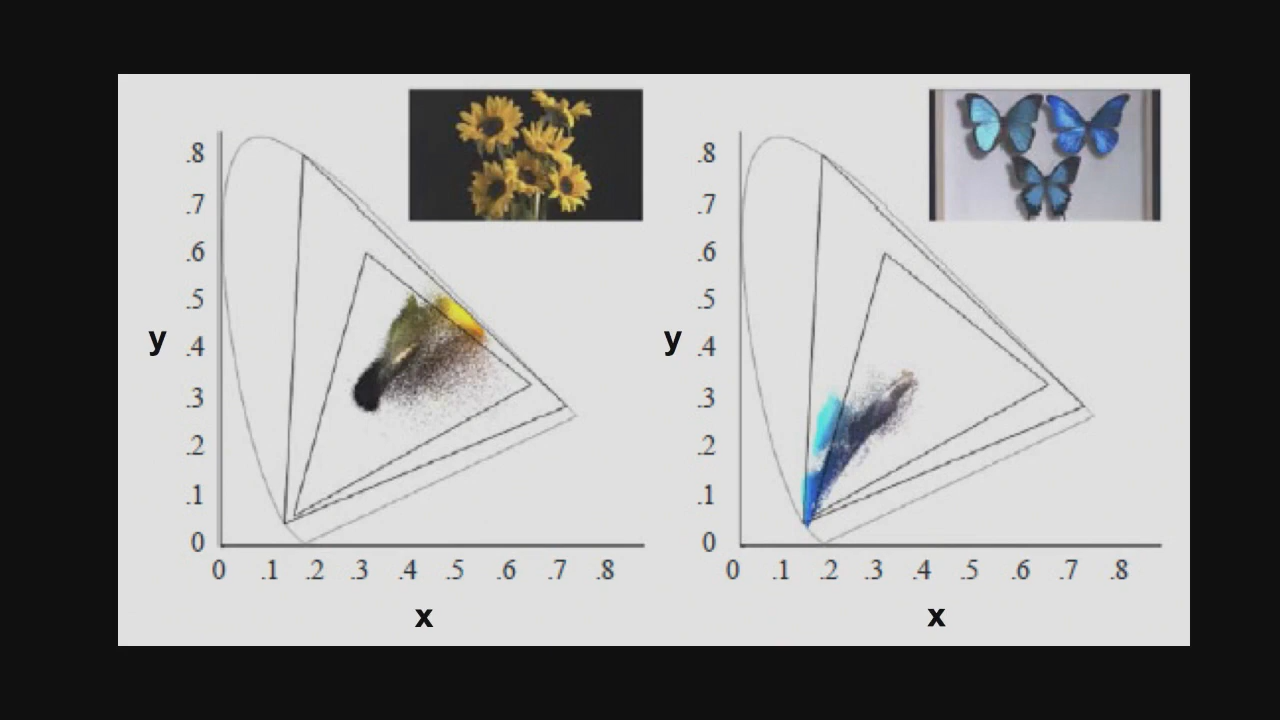 .8 .8
.7 .7
.6 .6
.5 .5
y .4 y .4
.3 .3
.2 .2
.1 .1
0 0
0 .1 .2 .3 .4 .5 .6 .7 .8 0 .1 .2 .3 .4 .5 .6 .7 .8
x x